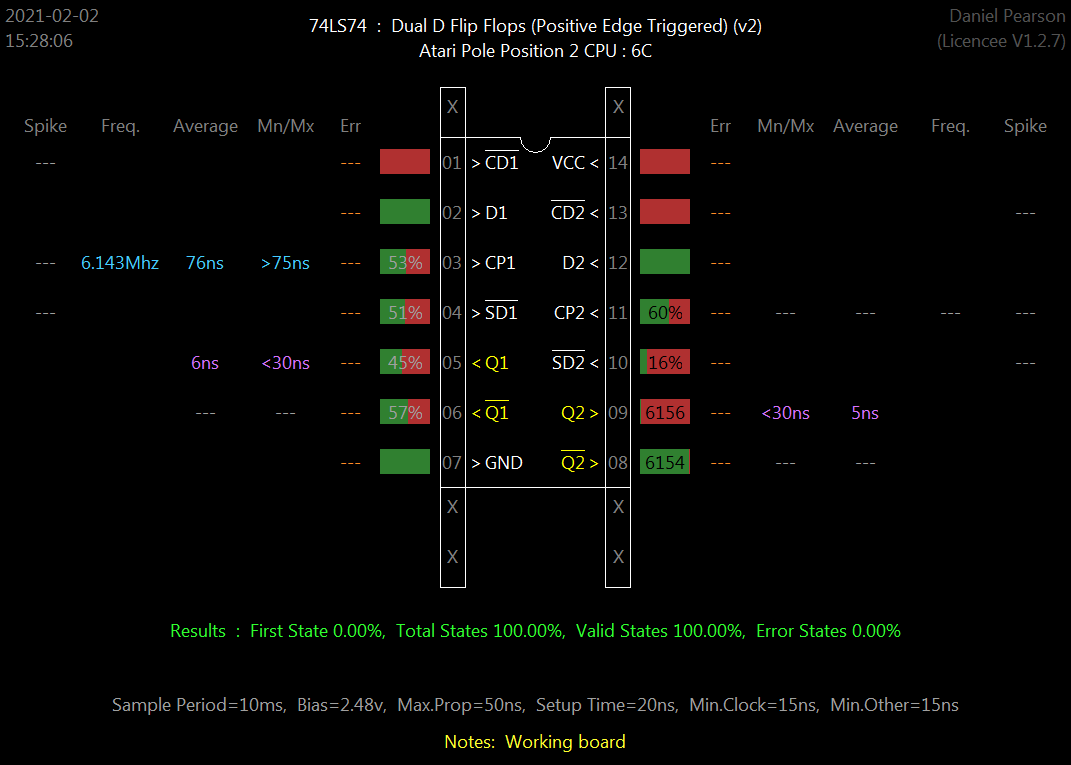 2021-02-02
15:28:06
74LS74 : Dual D Flip Flops (Positive Edge Triggered) (v2)
Atari Pole Position 2 CPU : 6C
Daniel Pearson
(Licencee V1.2.7)
X X
Spike Freq. Average Mn/Mx Err Err Mn/Mx Average Freq. Spike
--- --- 01 > CD1 VCC < 14 ---
--- 02 > D1 CD2 < 13 --- ---
--- 6.143Mhz 76ns >75ns --- 53% 03 > CP1 D2 < 12 ---
--- --- 51% 04 > SD1 CP2 < 11 60% --- --- --- --- ---
6ns <30ns --- 45% 05 < Q1 SD2 < 10 16% --- ---
--- --- --- 57% 06 < Q1 Q2 > 09 6156 --- <30ns 5ns
--- 07 > GND Q2 > 08 6154 --- --- ---
X X
X X
Results : First State 0.00%, Total States 100.00%, Valid States 100.00%, Error States 0.00%
Sample Period=10ms, Bias=2.48v, Max.Prop=50ns, Setup Time=20ns, Min.Clock=15ns, Min.Other=15ns
Notes: Working board